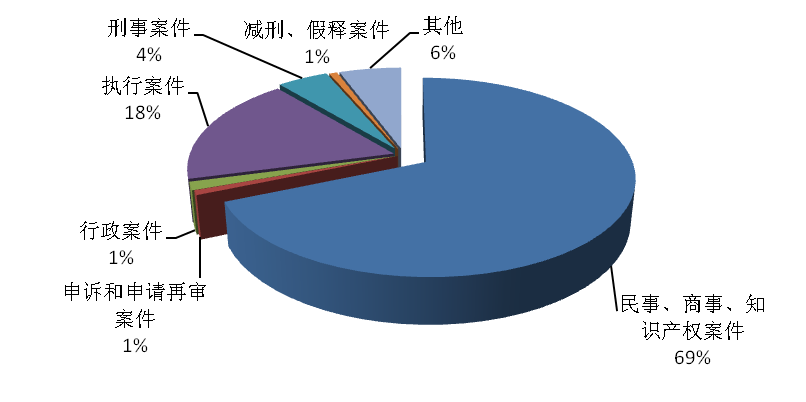 刑事案件
4%
减刑、假释案件
1%
其他
6%
执行案件
18%
行政案件
1%
申诉和申请再审
案件
1%
民事、商事、知
识产权案件
69%